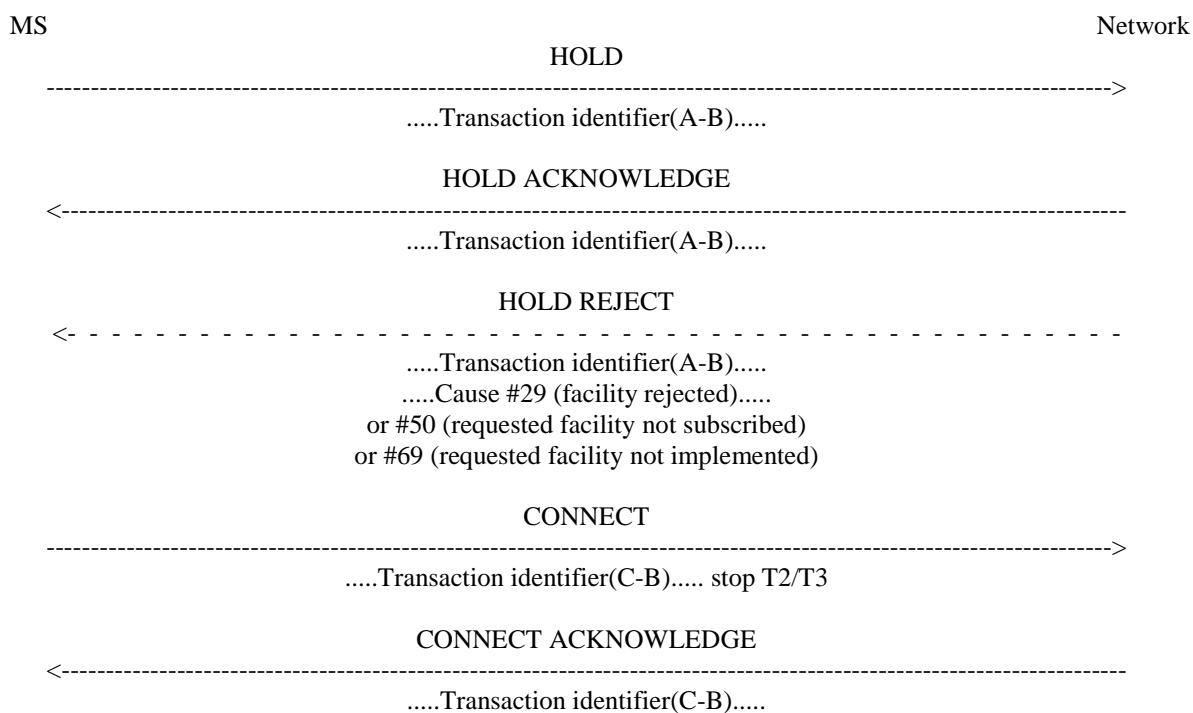 MS Network
HOLD
------------------------------------------------------------------------------------------------------------------------>
.....Transaction identifier(A-B).....
HOLD ACKNOWLEDGE
<------------------------------------------------------------------------------------------------------------------------
.....Transaction identifier(A-B).....
HOLD REJECT
<- - - - - - - - - - - - - - - - - - - - - - - - - - - - - - - - - - - - - - - - - - - - - - - -
.....Transaction identifier(A-B).....
.....Cause #29 (facility rejected).....
or #50 (requested facility not subscribed)
or #69 (requested facility not implemented)
CONNECT
------------------------------------------------------------------------------------------------------------------------>
.....Transaction identifier(C-B)..... stop T2/T3
CONNECT ACKNOWLEDGE
<------------------------------------------------------------------------------------------------------------------------
.....Transaction identifier(C-B).....